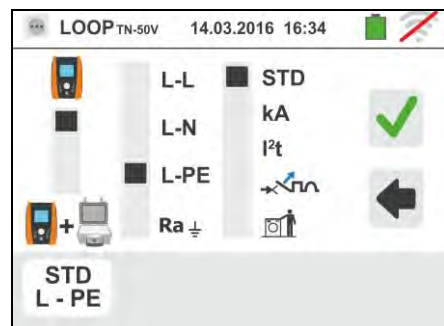 LOOP TN-50V 14.03.2016 16:34
L-L STD
L-N kA
I²t
L-PE
Ra
STD
L - PE